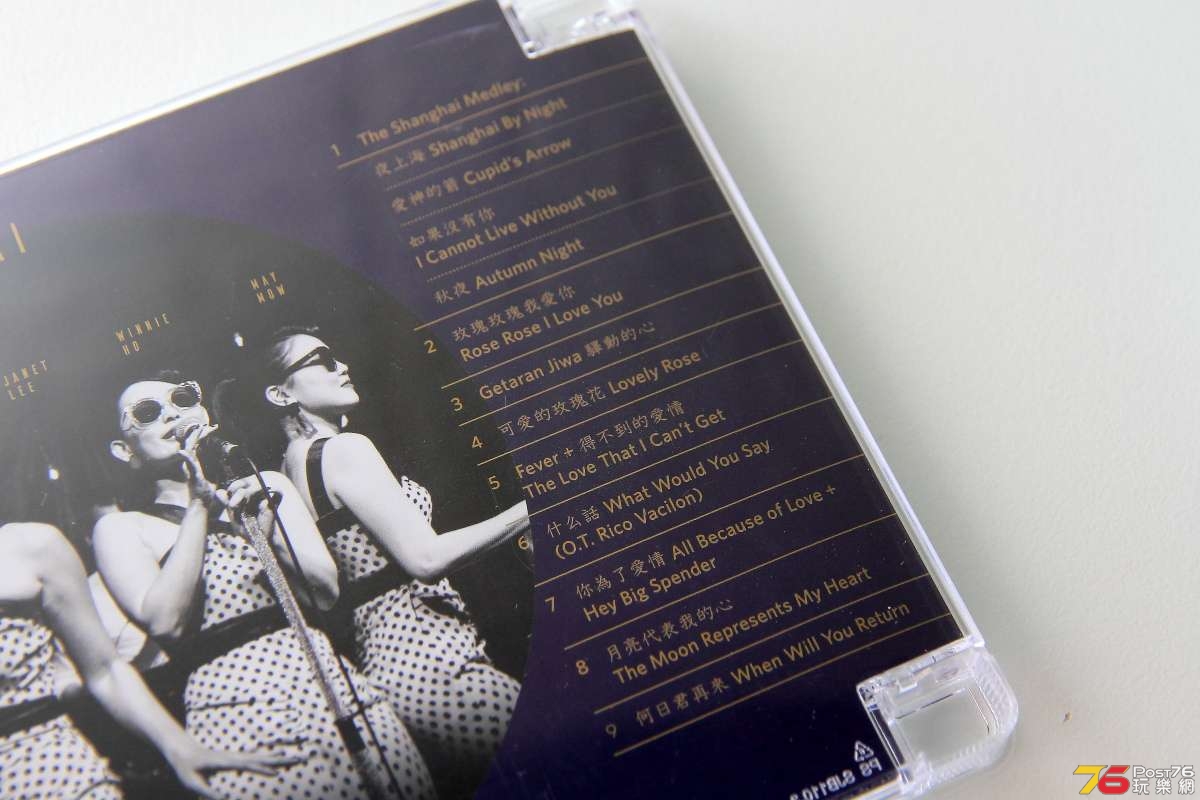 1 The Shanghai Medley:
夜上海 Shanghai By Night
愛神的箭 Cupid's Arrow
如果沒有你
I Cannot Live Without You
秋夜 Autumn Night
2 玫瑰玫瑰我愛你
Rose Rose I Love You
3 Getaran Jiwa 驛動的心
4 可愛的玫瑰花 Lovely Rose
5 Fever + 得不到的愛情
The Love That I Can't Get
6 什么話 What Would You Say
(O.T. Rico Vacilon)
7 你為了愛情 All Because of Love +
Hey Big Spender
8 月亮代表我的心
The Moon Represents My Heart
9 何日君再來 When Will You Return
JANET
LEE
WINNIE
HO
MAY
MOW
PS
Post76
玩樂網